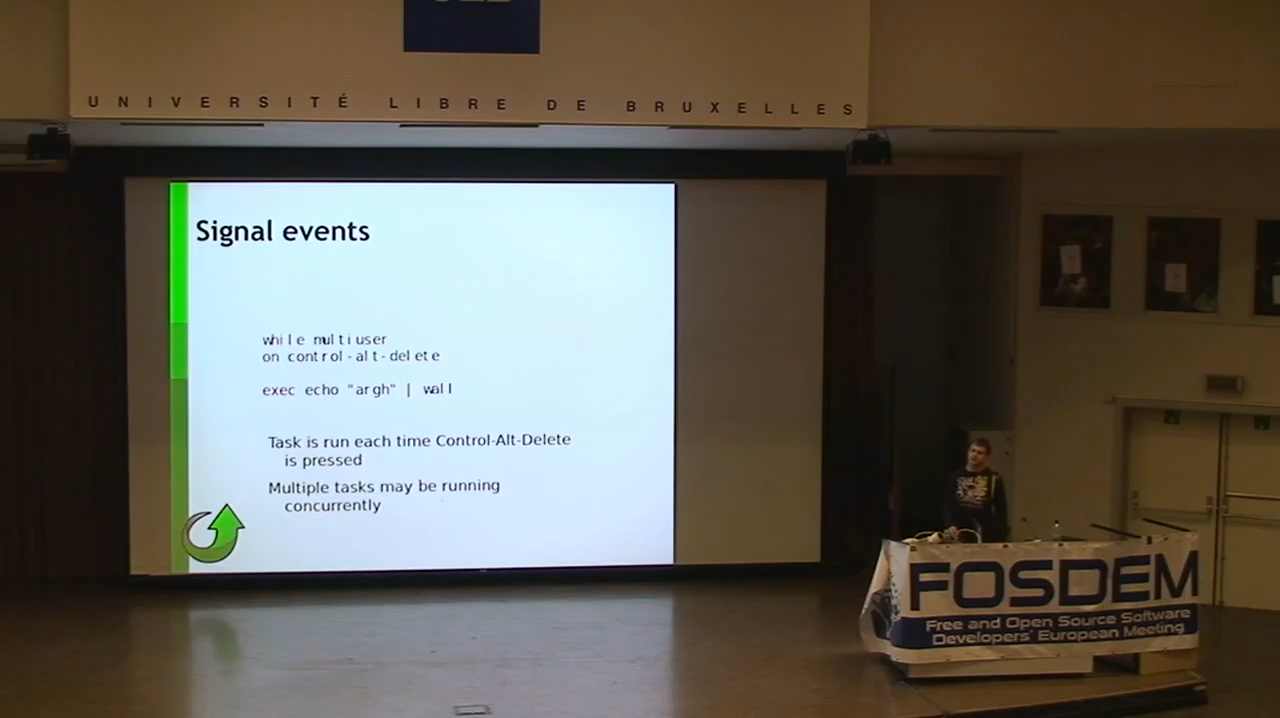 UNIVERSITÉ LIBRE DE BRUXELLES
Signal events
while multiuser
on control-alt-delete
exec echo "argh" | wall
Task is run each time Control-Alt-Delete
is pressed
Multiple tasks may be running
concurrently
FOSDEM
Free and Open Source Software
Developers' European Meeting